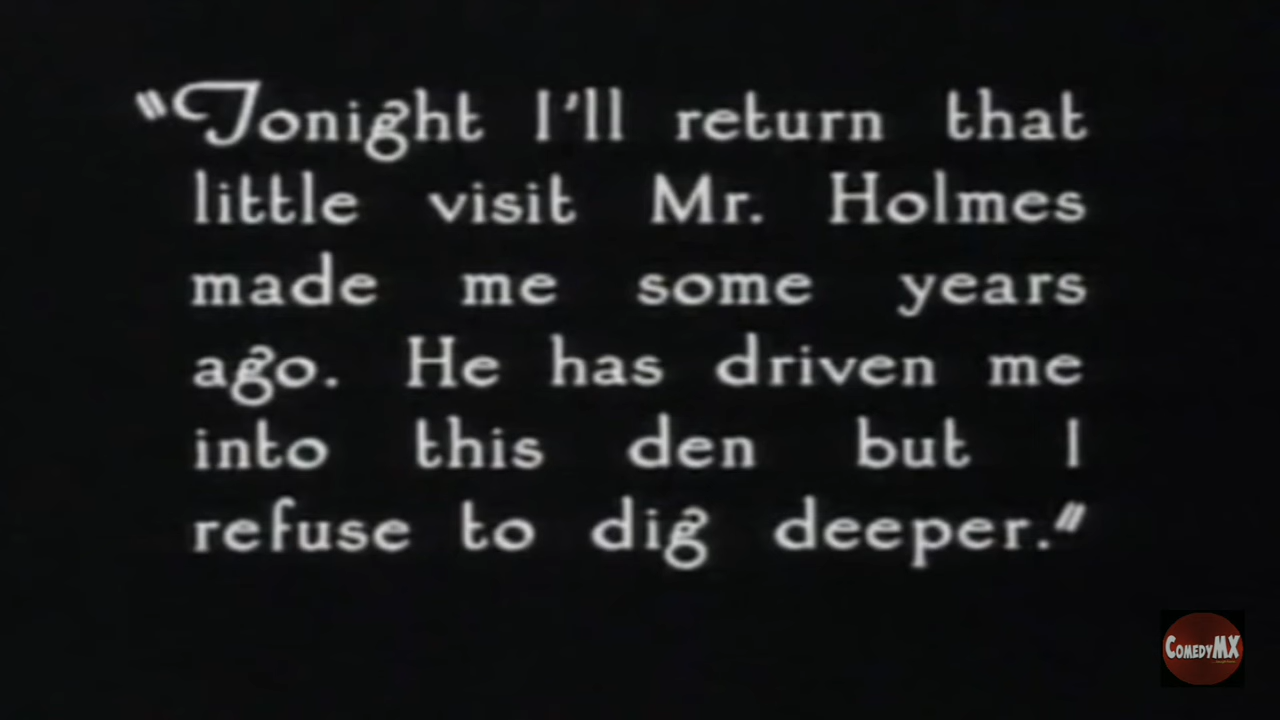 "Tonight I'll return that
little visit Mr. Holmes
made me some years
ago. He has driven me
into this den but I
refuse to dig deeper."
ComedyMX